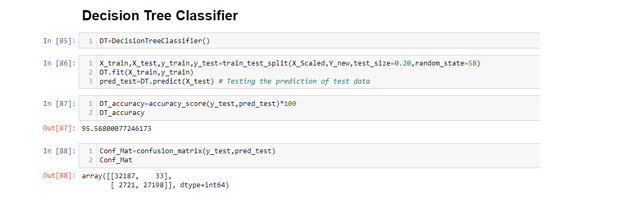 Decision Tree Classifier
In [85]: 1 DT=DecisionTreeClassifier()
In [86]: 1 X_train,X_test,y_train,y_test=train_test_split(X_Scaled,Y_new,test_size=0.20,random_state=58)
2 DT.fit(X_train,y_train)
3 pred_test=DT.predict(X_test) # Testing the prediction of test data
In [87]: 1 DT_accuracy=accuracy_score(y_test,pred_test)*100
2 DT_accuracy
Out[87]: 95.56800077246173
In [88]: 1 Conf_Mat=confusion_matrix(y_test,pred_test)
2 Conf_Mat
Out[88]: array([[32187, 33],
[ 2721, 27198]], dtype=int64)